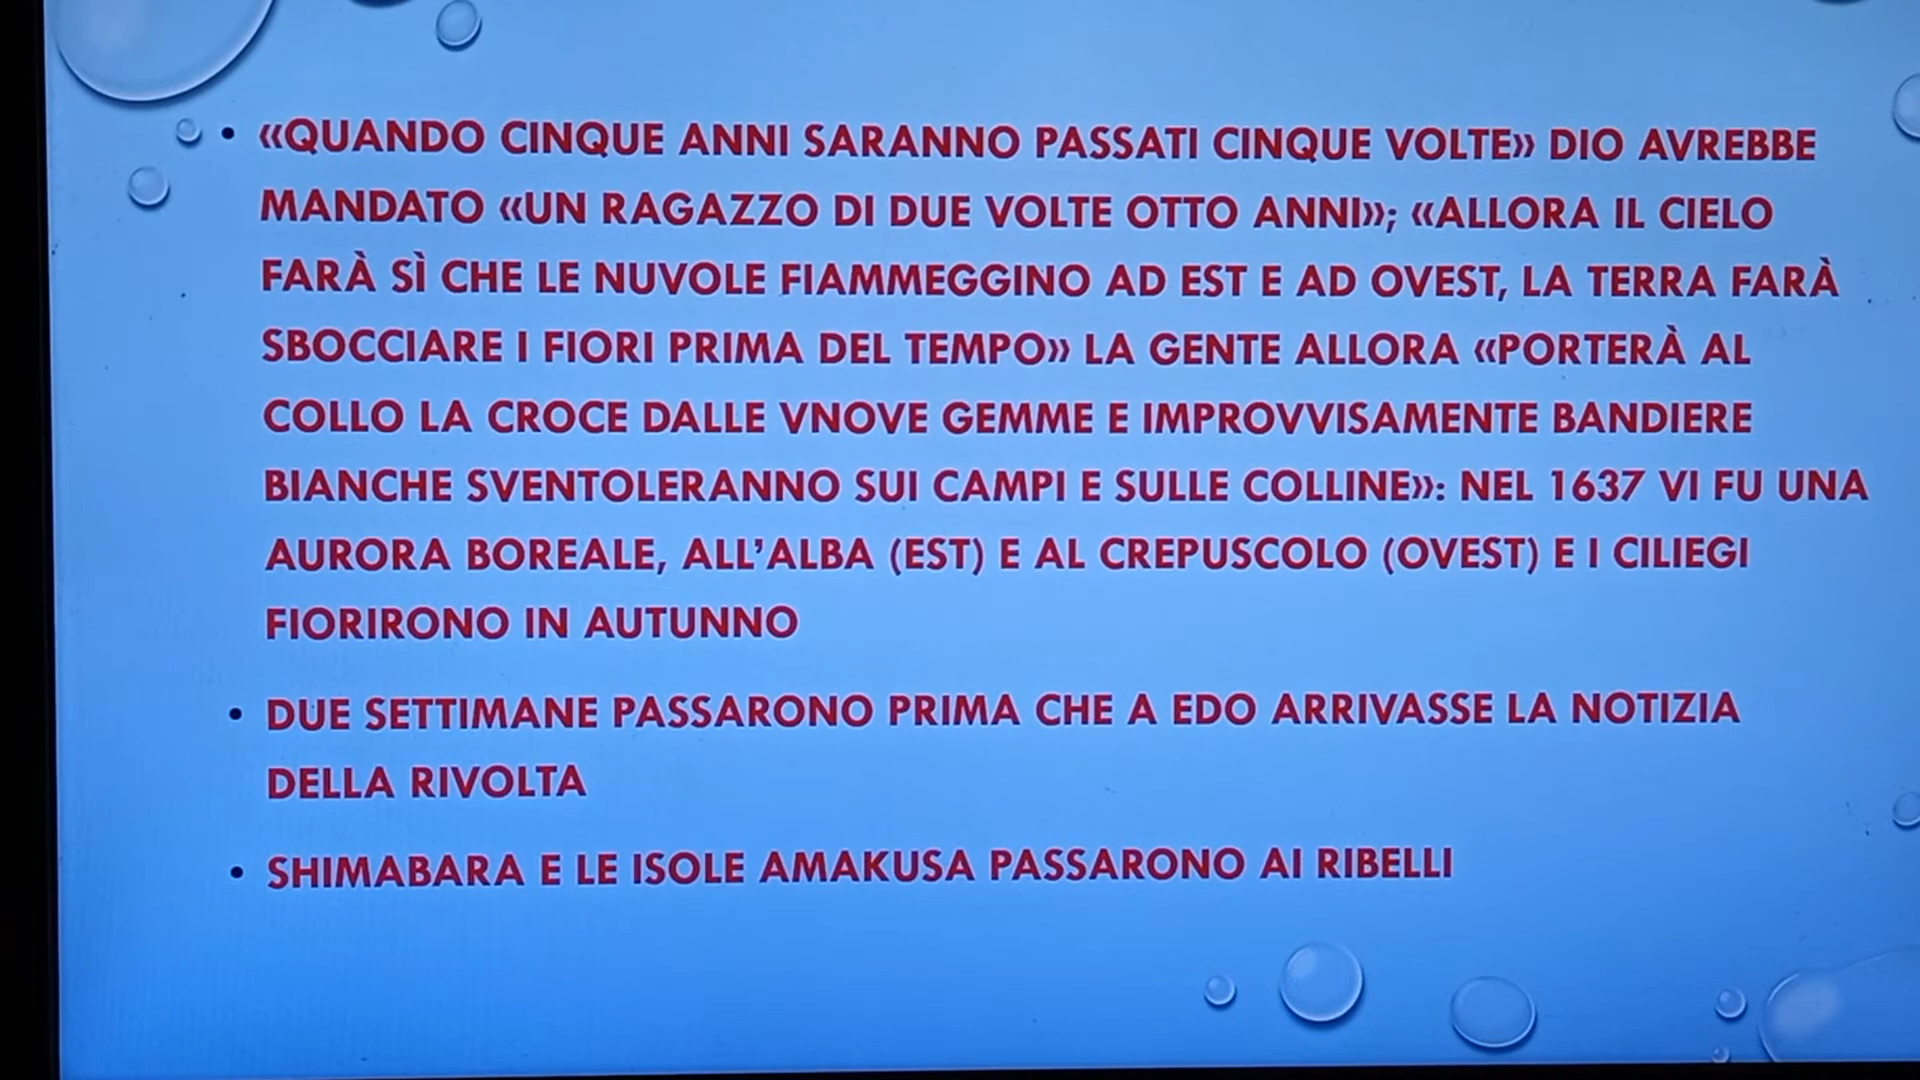 • «QUANDO CINQUE ANNI SARANNO PASSATI CINQUE VOLTE» DIO AVREBBE
MANDATO «UN RAGAZZO DI DUE VOLTE OTTO ANNI»; «ALLORA IL CIELO
FARÀ SÌ CHE LE NUVOLE FIAMMEGGINO AD EST E AD OVEST, LA TERRA FARÀ
SBOCCIARE I FIORI PRIMA DEL TEMPO» LA GENTE ALLORA «PORTERÀ AL
COLLO LA CROCE DALLE VNOVE GEMME E IMPROVVISAMENTE BANDIERE
BIANCHE SVENTOLERANNO SUI CAMPI E SULLE COLLINE»: NEL 1637 VI FU UNA
AURORA BOREALE, ALL'ALBA (EST) E AL CREPUSCOLO (OVEST) E I CILIEGI
FIORIRONO IN AUTUNNO
• DUE SETTIMANE PASSARONO PRIMA CHE A EDO ARRIVASSE LA NOTIZIA
DELLA RIVOLTA
• SHIMABARA E LE ISOLE AMAKUSA PASSARONO AI RIBELLI